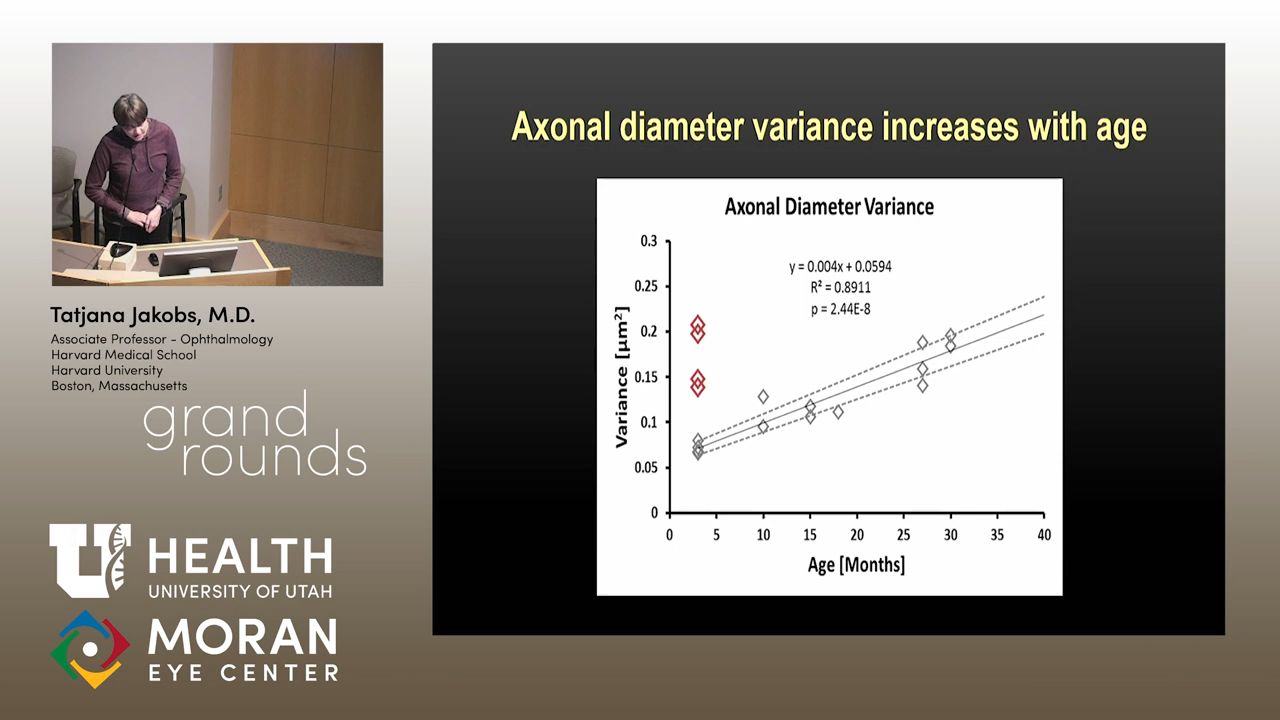 Axonal diameter variance increases with age
Axonal Diameter Variance
y = 0.004x + 0.0594
R² = 0.8911
p = 2.44E-8
Variance [µm²]
0.3
0.25
0.2
0.15
0.1
0.05
0
0 5 10 15 20 25 30 35 40
Age [Months]
Tatjana Jakobs, M.D.
Associate Professor - Ophthalmology
Harvard Medical School
Harvard University
Boston, Massachusetts
grand
rounds
U HEALTH
UNIVERSITY OF UTAH
MORAN
EYE CENTER